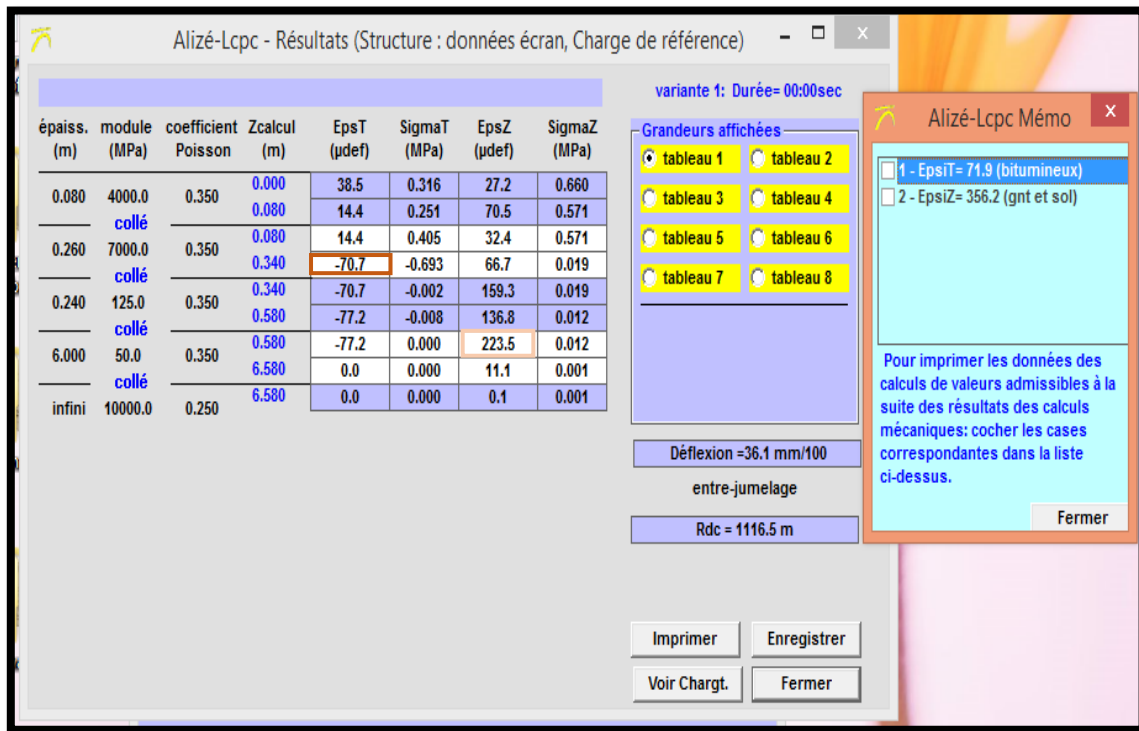 Alizé-Lcpc - Résultats (Structure : données écran, Charge de référence)
variante 1: Durée= 00:00sec
épaiss. module coefficient Zcalcul EpsT SigmaT EpsZ SigmaZ
(m) (MPa) Poisson (m) (µdef) (MPa) (µdef) (MPa)
0.000 38.5 0.316 27.2 0.660
0.080 4000.0 0.350
0.080 14.4 0.251 70.5 0.571
collé
0.080 14.4 0.405 32.4 0.571
0.260 7000.0 0.350
0.340 -70.7 -0.693 66.7 0.019
collé
0.340 -70.7 -0.002 159.3 0.019
0.240 125.0 0.350
0.580 -77.2 -0.008 136.8 0.012
collé
0.580 -77.2 0.000 223.5 0.012
6.000 50.0 0.350
6.580 0.0 0.000 11.1 0.001
collé
6.580 0.0 0.000 0.1 0.001
infini 10000.0 0.250
Grandeurs affichées
tableau 1 tableau 2
tableau 3 tableau 4
tableau 5 tableau 6
tableau 7 tableau 8
Déflexion =36.1 mm/100
entre-jumelage
Rdc = 1116.5 m
Imprimer Enregistrer
Voir Chargt. Fermer
Alizé-Lcpc Mémo
1 - EpsiT= 71.9 (bitumineux)
2 - EpsiZ= 356.2 (gnt et sol)
Pour imprimer les données des
calculs de valeurs admissibles à la
suite des résultats des calculs
mécaniques: cocher les cases
correspondantes dans la liste
ci-dessus.
Fermer